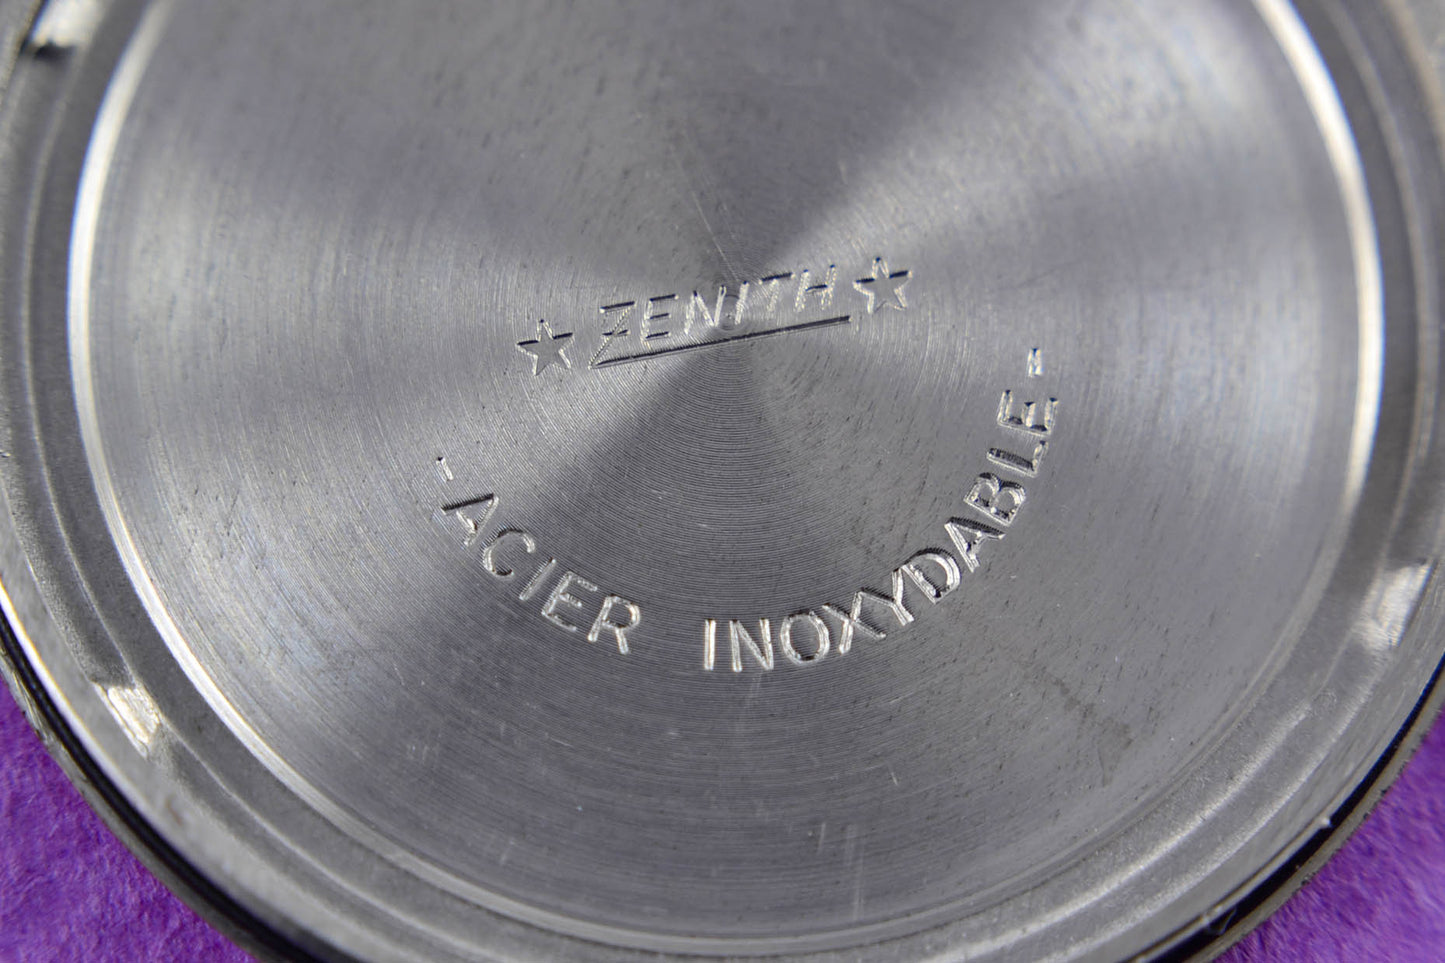 ☆ ZENITH ☆
- ACIER INOXYDABLE -